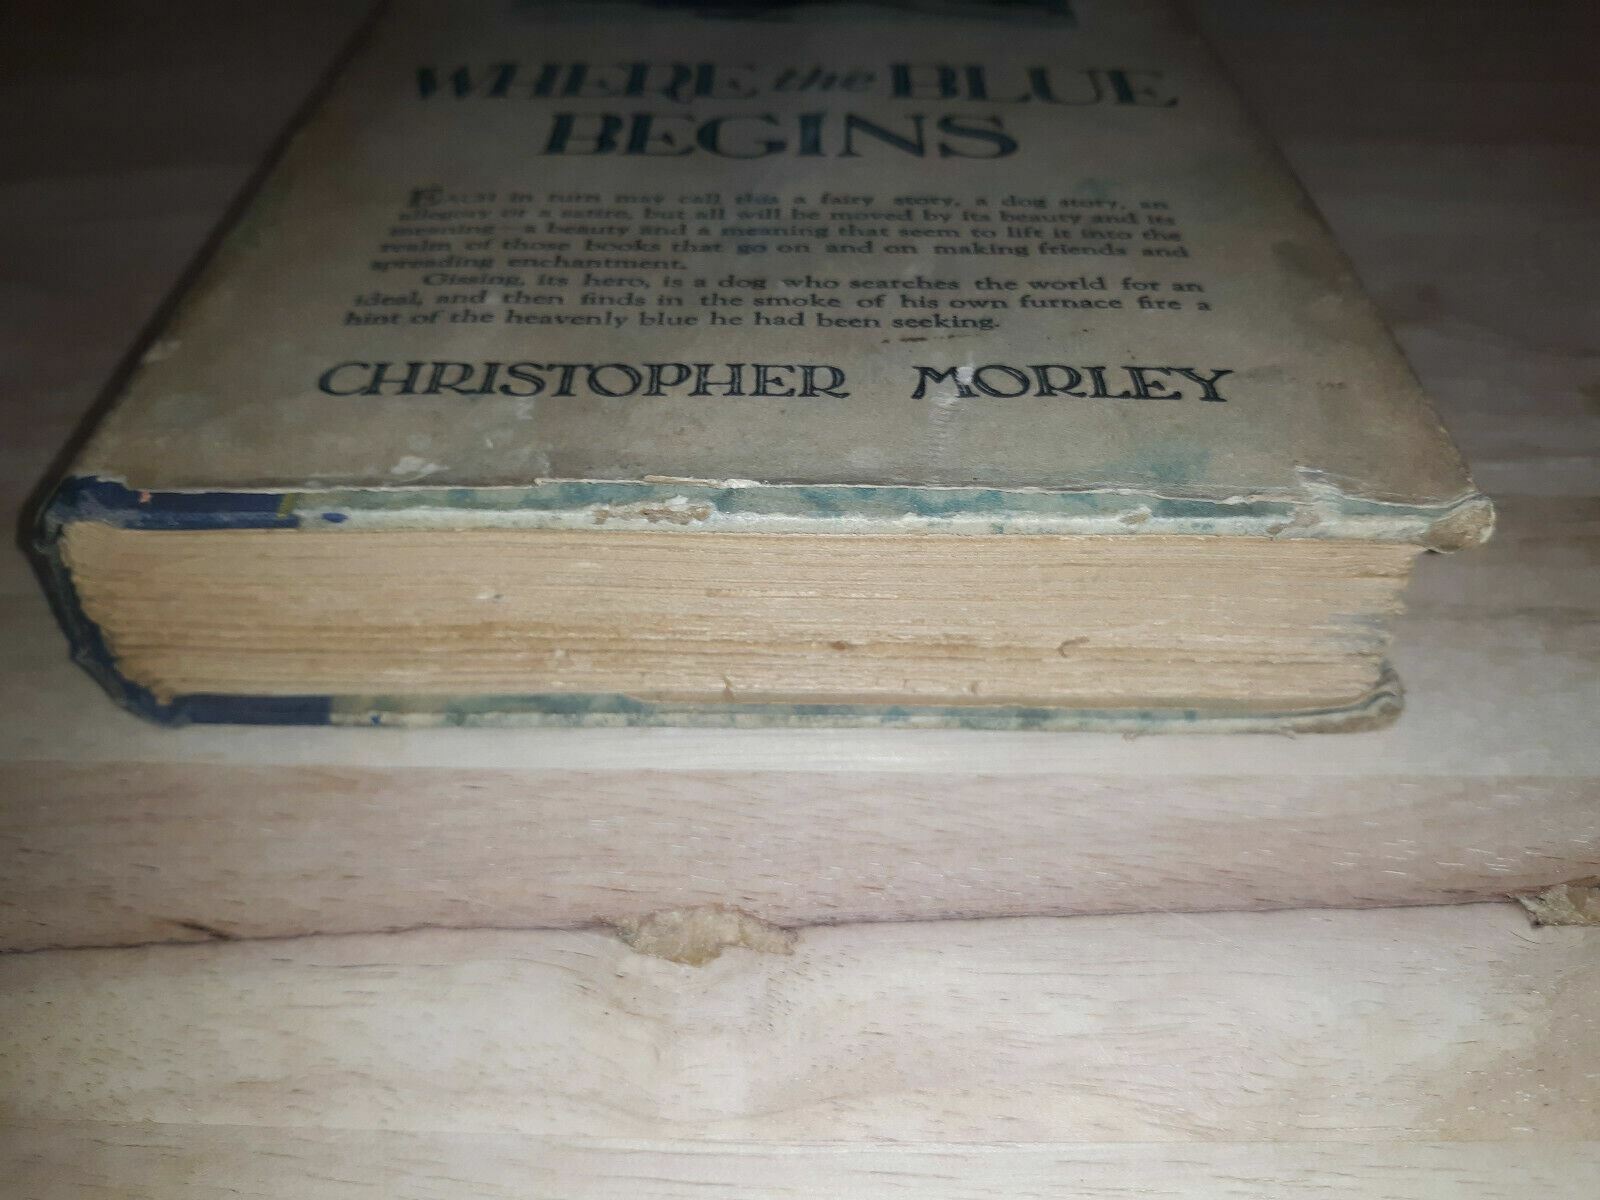 WHERE the BLUE
BEGINS
EACH in turn may call this a fairy story, a dog story, an
allegory or a satire, but all will be moved by its beauty and its
meaning—a beauty and a meaning that seem to lift it into the
realm of those books that go on and on making friends and
spreading enchantment.
Gissing, its hero, is a dog who searches the world for an
ideal, and then finds in the smoke of his own furnace fire a
hint of the heavenly blue he had been seeking.
CHRISTOPHER MORLEY